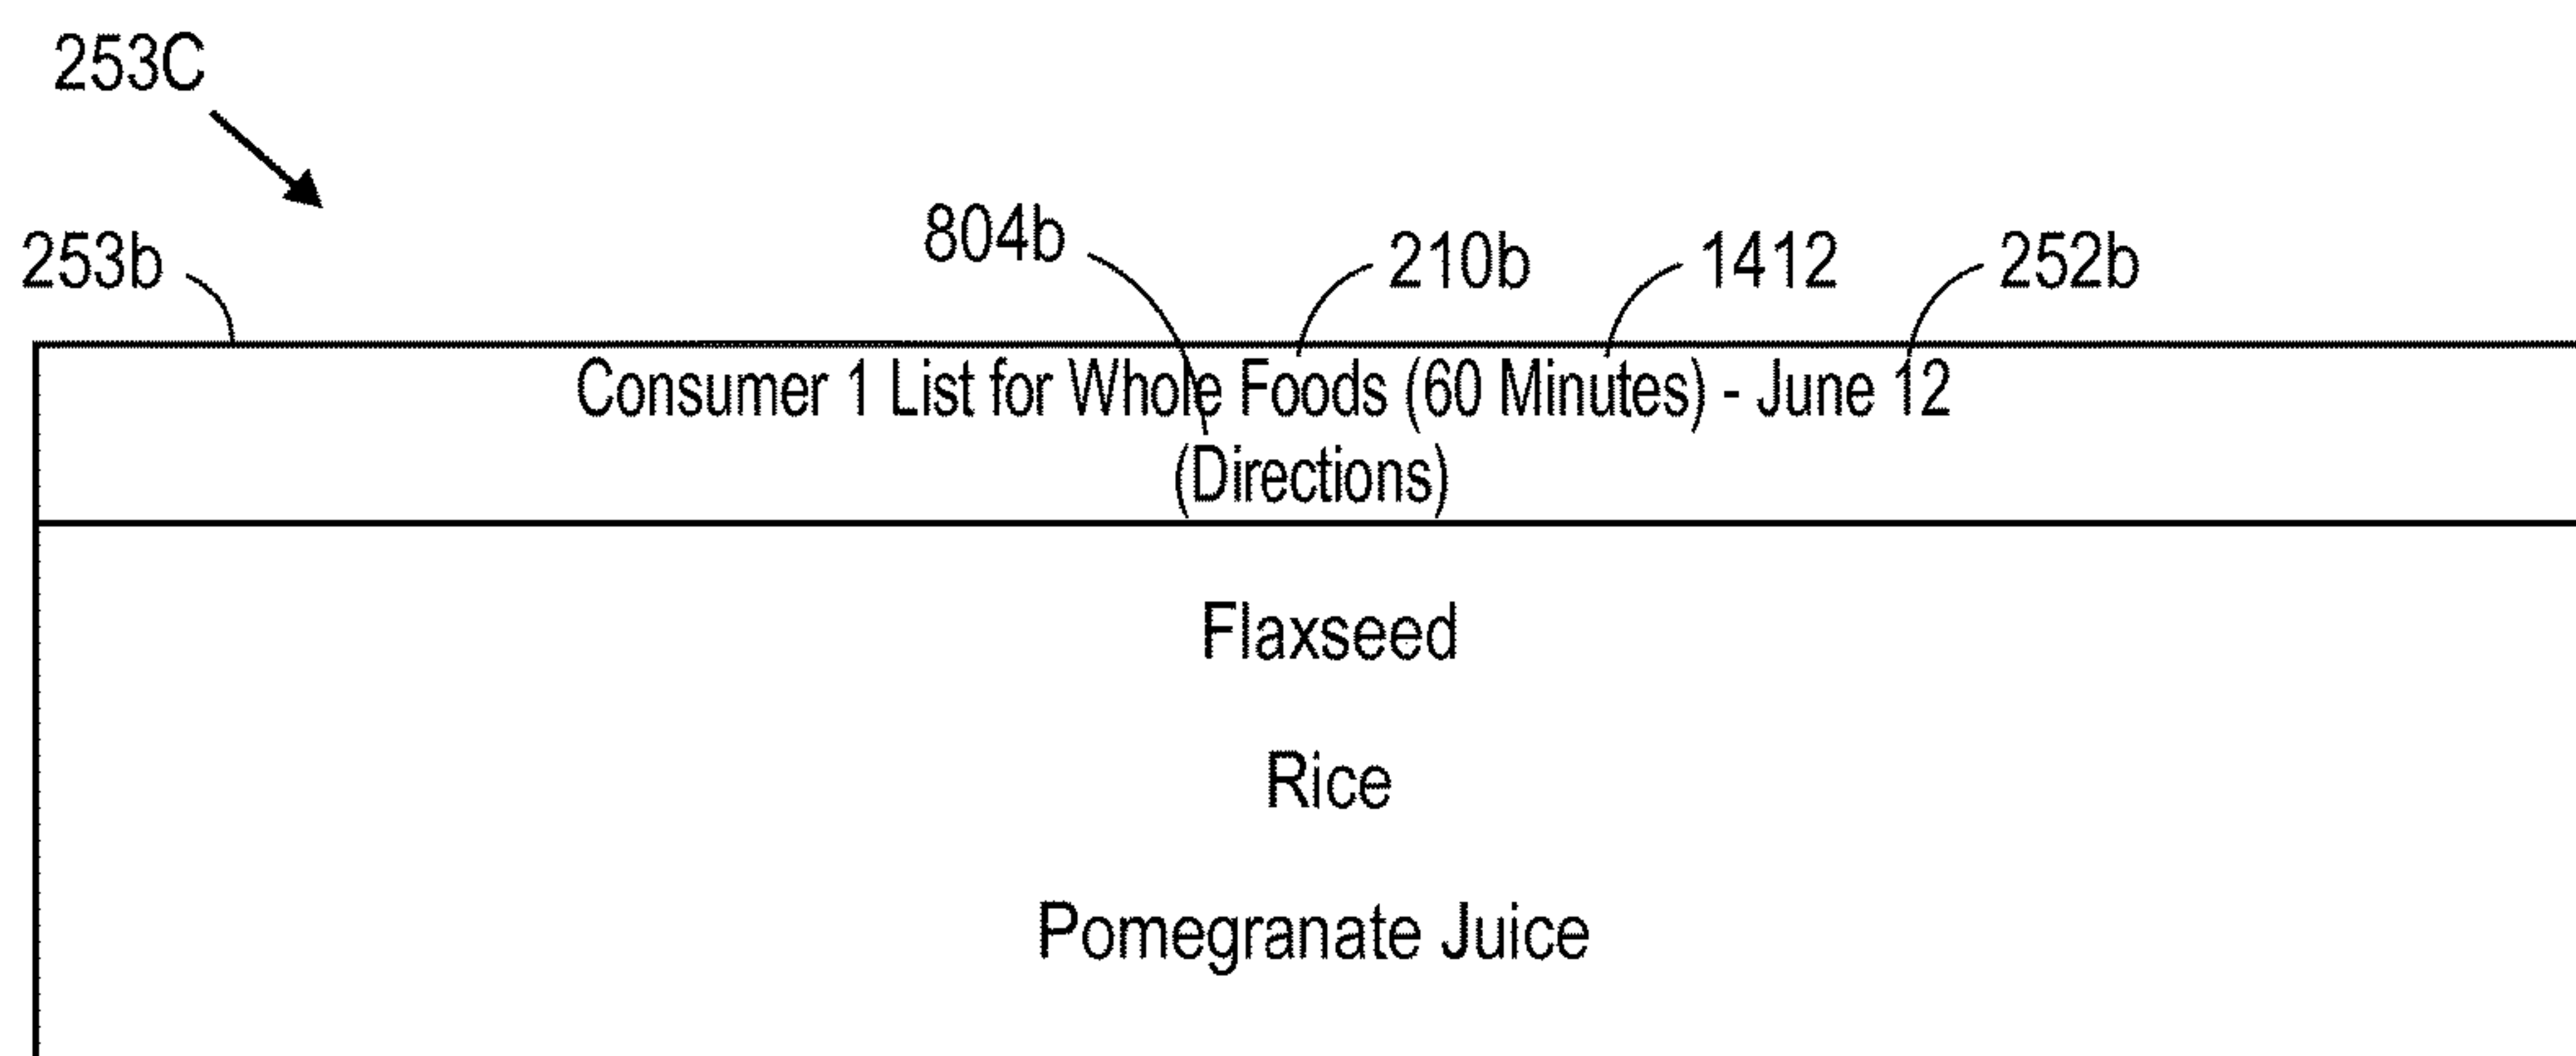 253C
253b 804b 210b 1412 252b
Consumer 1 List for Whole Foods (60 Minutes) - June 12
(Directions)
Flaxseed
Rice
Pomegranate Juice